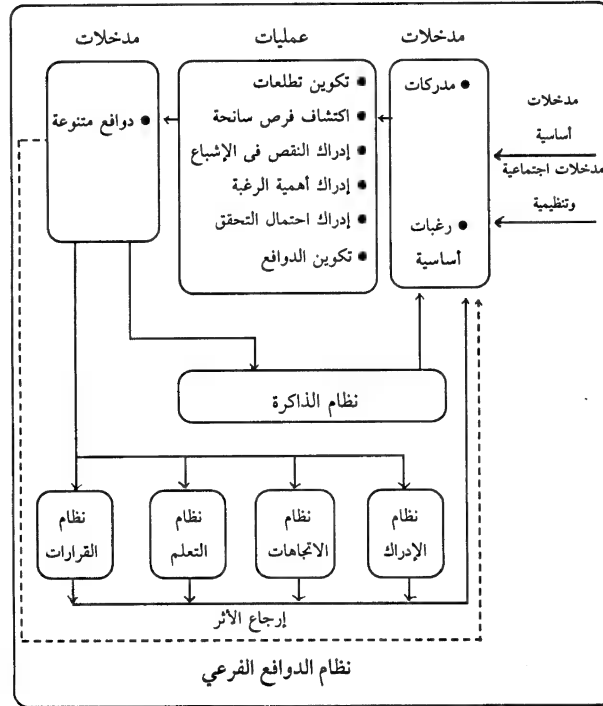 مدخلات
عمليات
مدخلات
مدخلات
أساسية
مدخلات اجتماعية
وتنظيمية
● مدركات
● رغبات
أساسية
● تكوين تطلعات
● اكتشاف فرص سانحة
● إدراك النقص فى الإشباع
● إدراك أهمية الرغبة
● إدراك احتمال التحقق
● تكوين الدوافع
● دوافع متنوعة
نظام الذاكرة
نظام
الإدراك
نظام
الاتجاهات
نظام
التعلم
نظام
القرارات
إرجاع الأثر
نظام الدوافع الفرعي